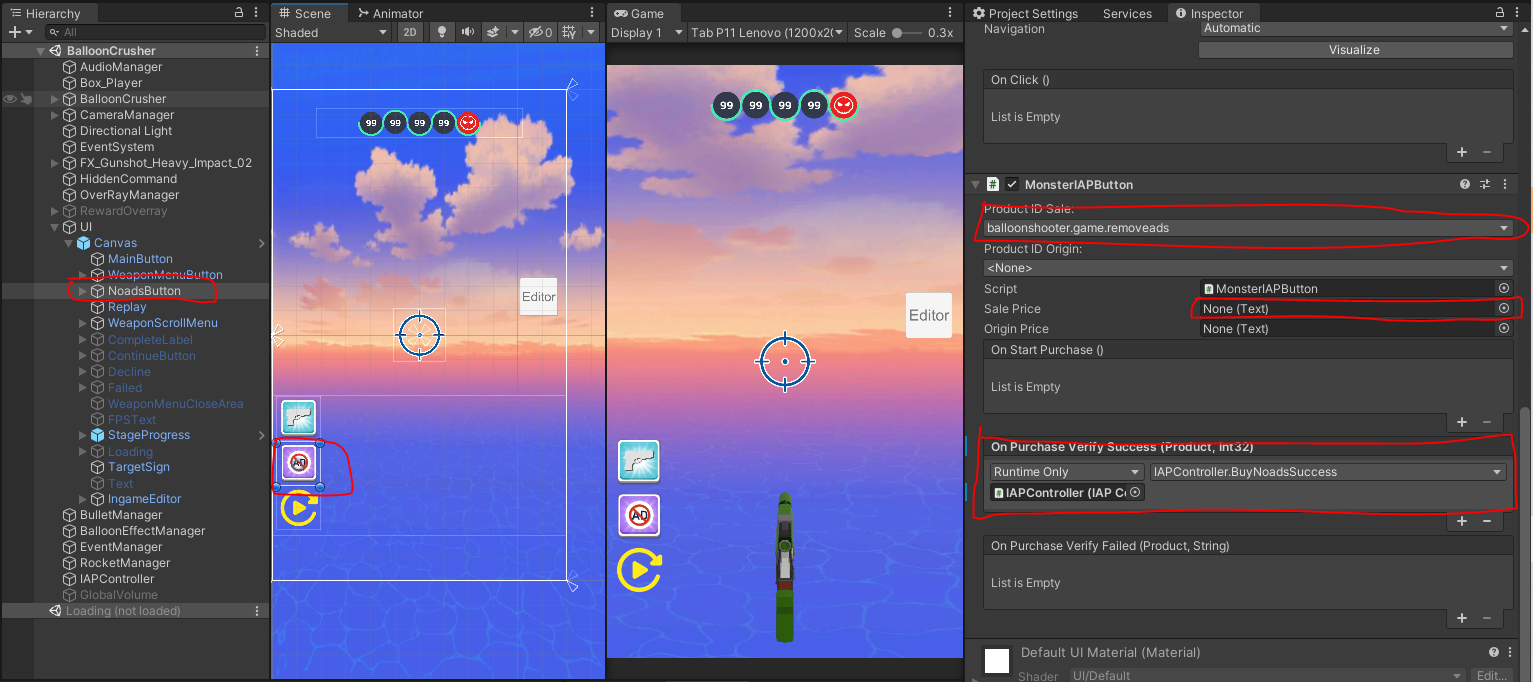 Hierarchy
All
BalloonCrusher
AudioManager
Box_Player
BalloonCrusher
CameraManager
Directional Light
EventSystem
FX_Gunshot_Heavy_Impact_02
HiddenCommand
OverRayManager
RewardOverray
UI
Canvas
MainButton
WeaponMenuButton
NoadsButton
Replay
WeaponScrollMenu
CompleteLabel
ContinueButton
Decline
Failed
WeaponMenuCloseArea
FPSText
StageProgress
Loading
TargetSign
Text
IngameEditor
BulletManager
BalloonEffectManager
EventManager
RocketManager
IAPController
GlobalVolume
Loading (not loaded)
Scene Animator
Shaded 2D 0
99 99 99 99
Editor
AD
Game
Display 1 Tab P11 Lenovo (1200x20 Scale 0.3x
99 99 99 99
Editor
AD
Project Settings Services Inspector
Navigation Automatic
Visualize
On Click ()
List is Empty
+ −
MonsterIAPButton
Product ID Sale:
balloonshooter.game.removeads
Product ID Origin:
<None>
Script MonsterIAPButton
Sale Price None (Text)
Origin Price None (Text)
On Start Purchase ()
List is Empty
+ −
On Purchase Verify Success (Product, Int32)
Runtime Only IAPController.BuyNoadsSuccess
IAPController (IAP C
+ −
On Purchase Verify Failed (Product, String)
List is Empty
+ −
Default UI Material (Material)
Shader UI/Default Edit...